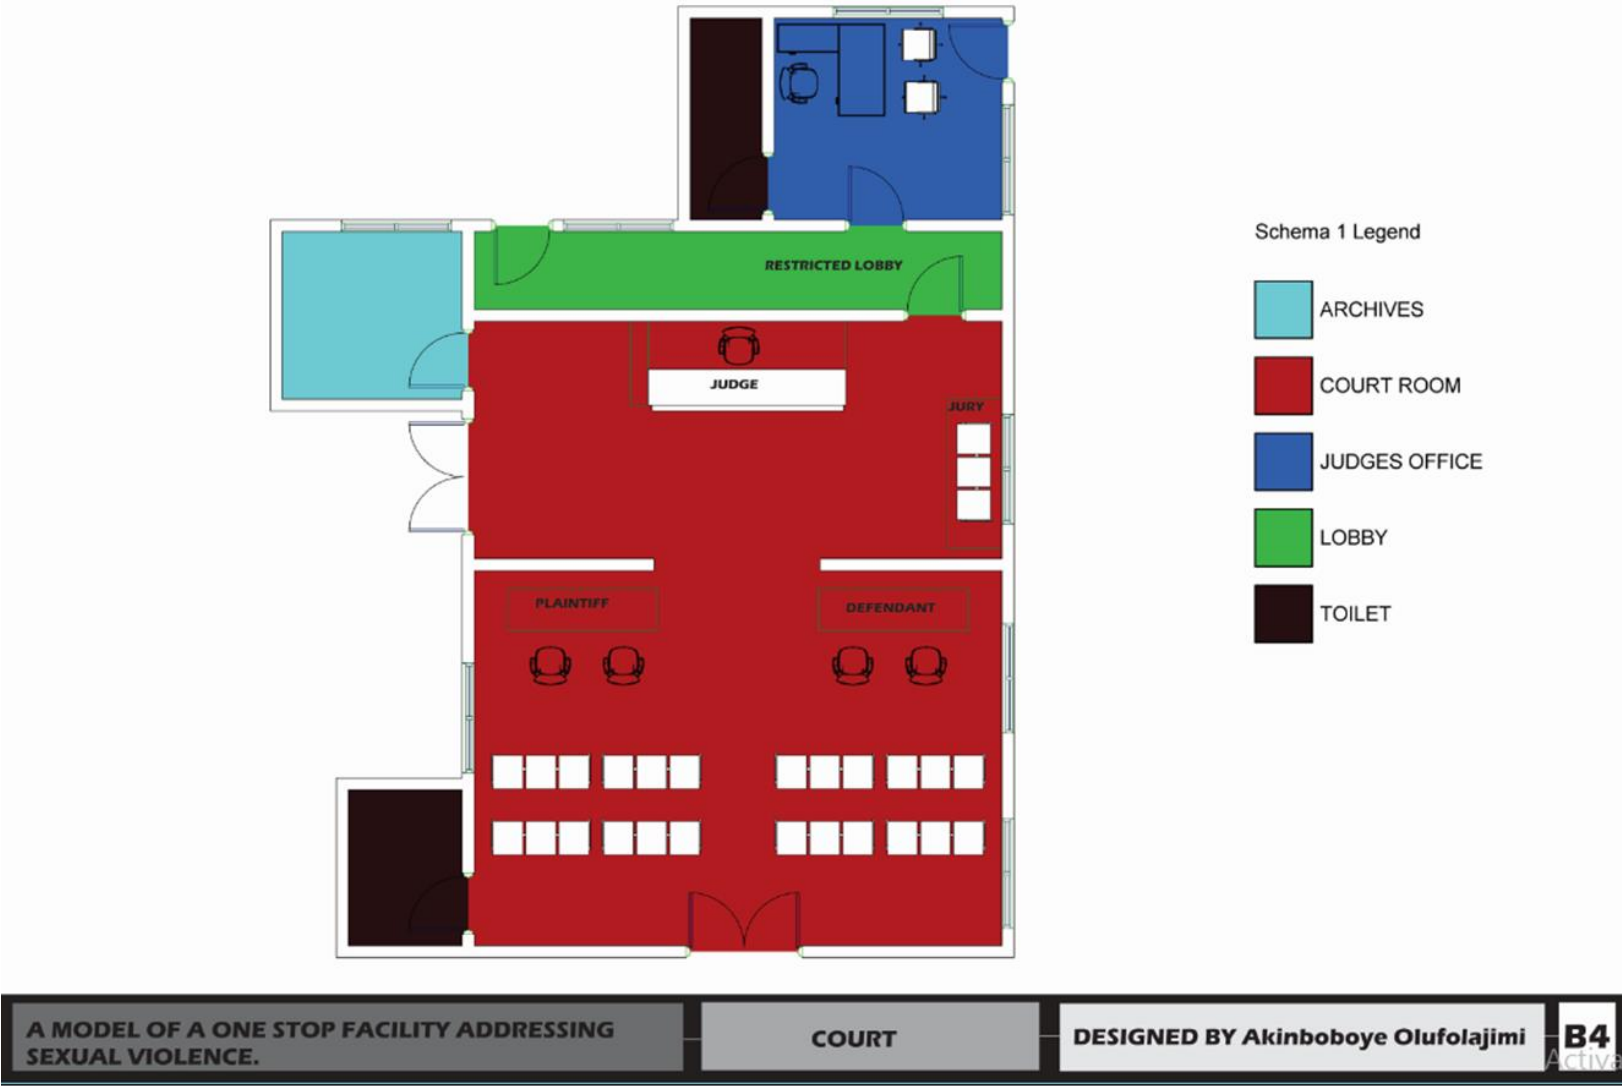 RESTRICTED LOBBY
JUDGE
JURY
PLAINTIFF
DEFENDANT
Schema 1 Legend
ARCHIVES
COURT ROOM
JUDGES OFFICE
LOBBY
TOILET
A MODEL OF A ONE STOP FACILITY ADDRESSING
SEXUAL VIOLENCE.
COURT
DESIGNED BY Akinboboye Olufolajimi
B4
Activa